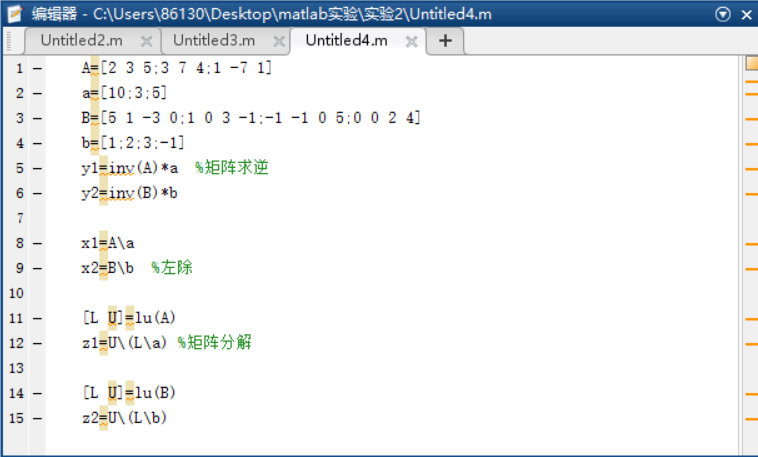 编辑器 - C:\Users\86130\Desktop\matlab实验\实验2\Untitled4.m
Untitled2.m Untitled3.m Untitled4.m +
1 - A=[2 3 5;3 7 4;1 -7 1]
2 - a=[10;3;5]
3 - B=[5 1 -3 0;1 0 3 -1;-1 -1 0 5;0 0 2 4]
4 - b=[1;2;3;-1]
5 - y1=inv(A)*a %矩阵求逆
6 - y2=inv(B)*b
7
8 - x1=A\a
9 - x2=B\b %左除
10
11 - [L U]=lu(A)
12 - z1=U\(L\a) %矩阵分解
13
14 - [L U]=lu(B)
15 - z2=U\(L\b)